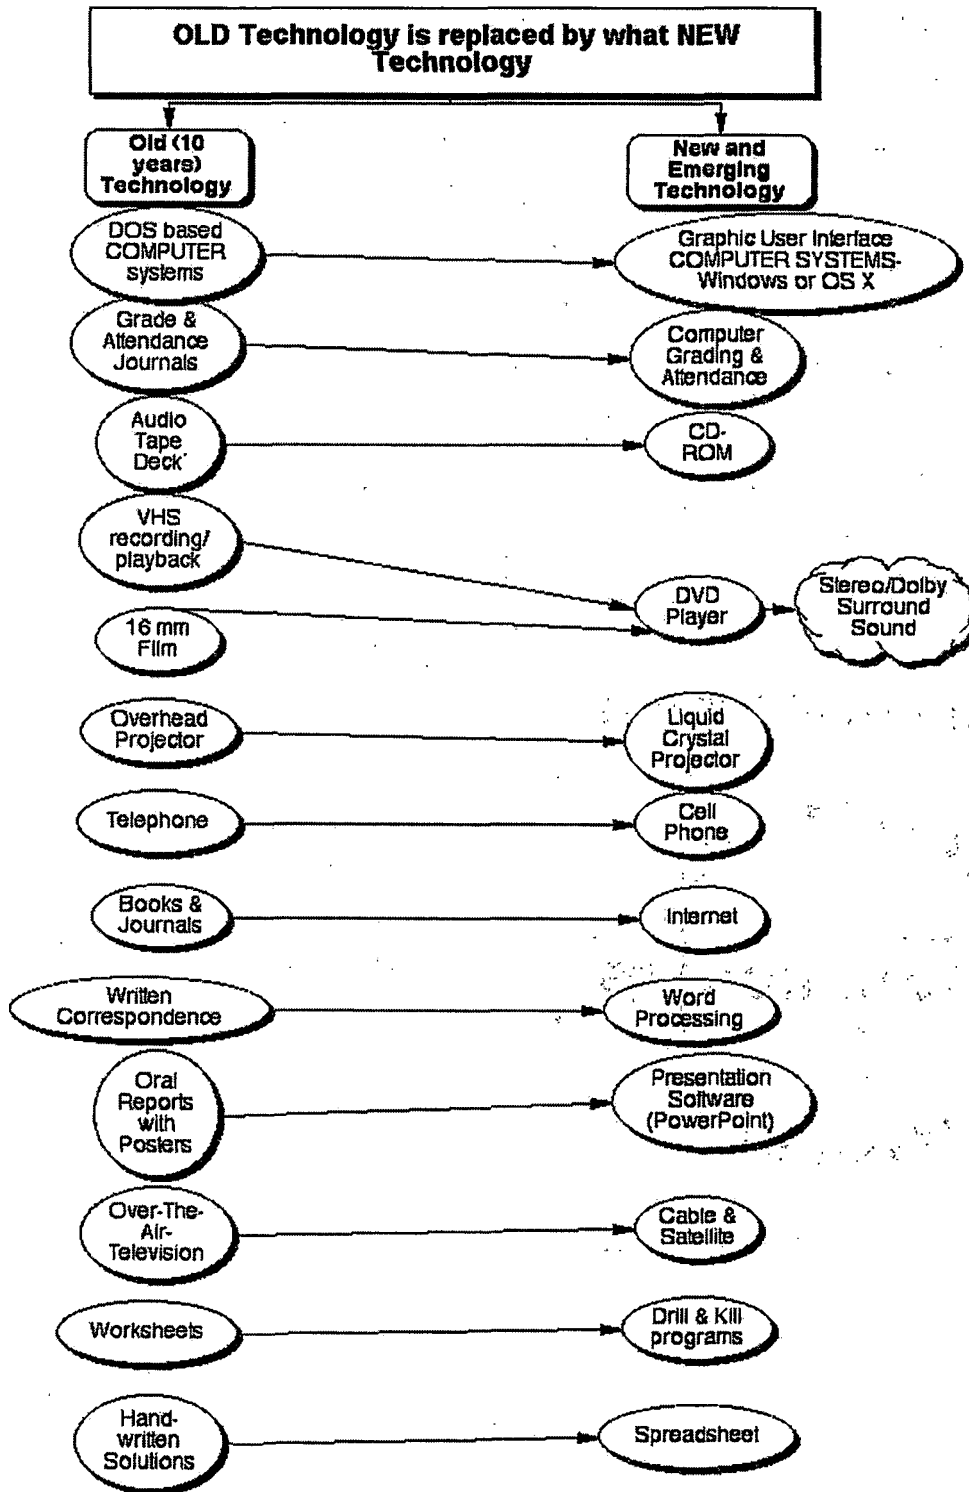 OLD Technology is replaced by what NEW
Technology
Old (10
years)
Technology
New and
Emerging
Technology
DOS based
COMPUTER
systems
Graphic User Interface
COMPUTER SYSTEMS-
Windows or OS X
Grade &
Attendance
Journals
Computer
Grading &
Attendance
Audio
Tape
Deck
CD-
ROM
VHS
recording/
playback
DVD
Player
Stereo/Dolby
Surround
Sound
16 mm
Film
Overhead
Projector
Liquid
Crystal
Projector
Telephone
Cell
Phone
Books &
Journals
Internet
Written
Correspondence
Word
Processing
Oral
Reports
with
Posters
Presentation
Software
(PowerPoint)
Over-The-
Air-
Television
Cable &
Satellite
Worksheets
Drill & Kill
programs
Hand-
written
Solutions
Spreadsheet